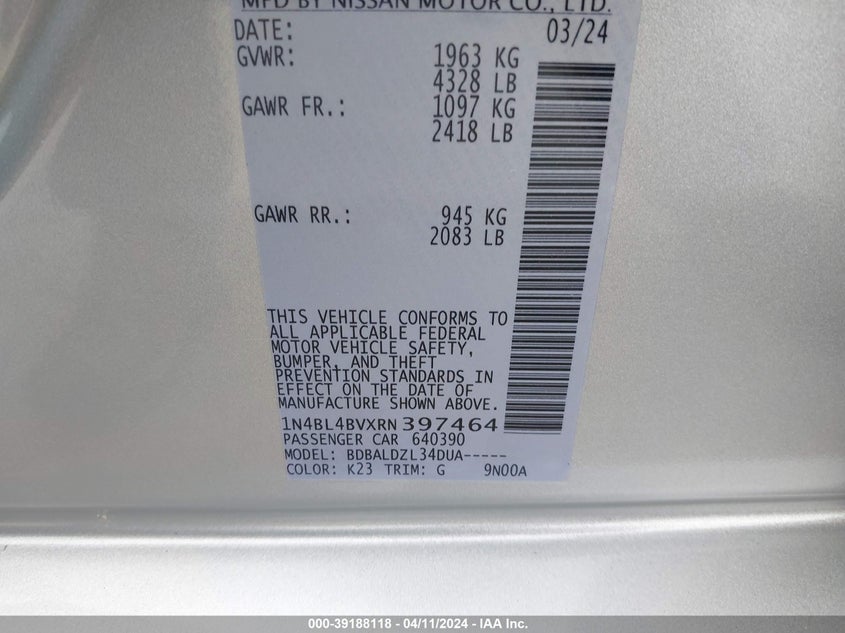 MFD BY NISSAN MOTOR CO., LTD.
DATE: 03/24
GVWR: 1963 KG
4328 LB
GAWR FR.: 1097 KG
2418 LB
GAWR RR.: 945 KG
2083 LB
THIS VEHICLE CONFORMS TO
ALL APPLICABLE FEDERAL
MOTOR VEHICLE SAFETY,
BUMPER, AND THEFT
PREVENTION STANDARDS IN
EFFECT ON THE DATE OF
MANUFACTURE SHOWN ABOVE.
1N4BL4BVXRN397464
PASSENGER CAR 640390
MODEL: BDBALDZL34DUA-----
COLOR: K23 TRIM: G 9N00A
000-39188118 - 04/11/2024 - IAA Inc.